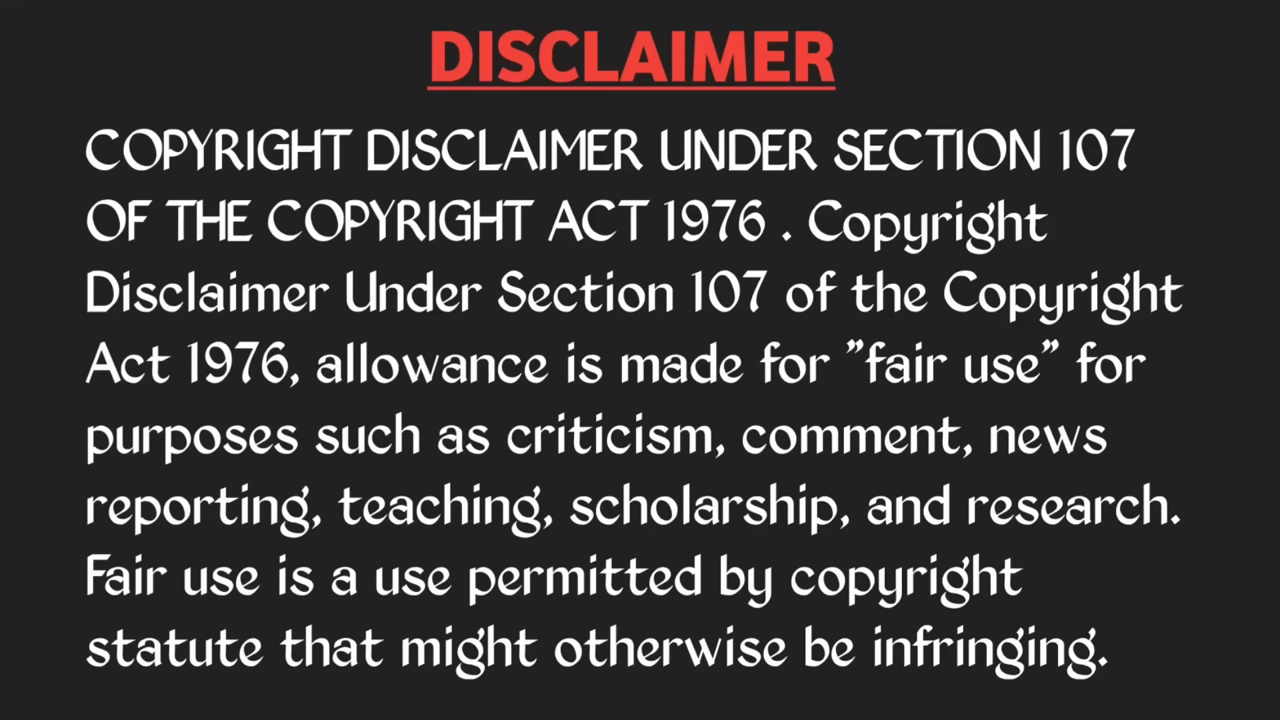 DISCLAIMER
COPYRIGHT DISCLAIMER UNDER SECTION 107
OF THE COPYRIGHT ACT 1976 . Copyright
Disclaimer Under Section 107 of the Copyright
Act 1976, allowance is made for ”fair use” for
purposes such as criticism, comment, news
reporting, teaching, scholarship, and research.
Fair use is a use permitted by copyright
statute that might otherwise be infringing.